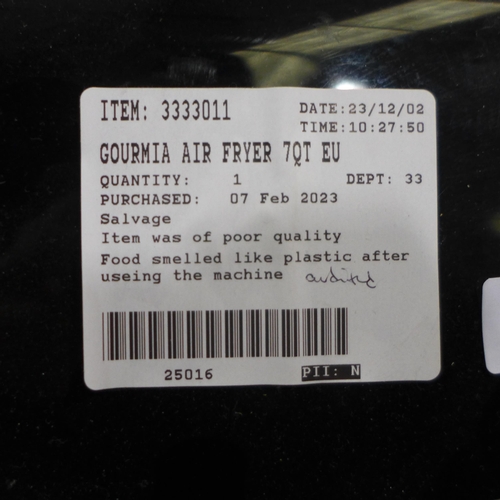 ITEM: 3333011
DATE:23/12/02
TIME:10:27:50
GOURMIA AIR FRYER 7QT EU
QUANTITY: 1 DEPT: 33
PURCHASED: 07 Feb 2023
Salvage
Item was of poor quality
Food smelled like plastic after
useing the machine audited
25016 PII: N